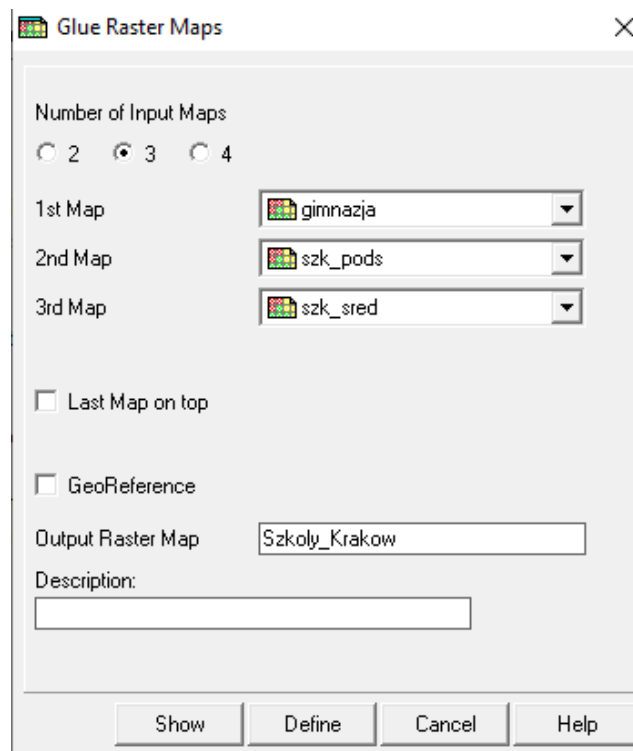 Glue Raster Maps
Number of Input Maps
2 3 4
1st Map gimnazja
2nd Map szk_pods
3rd Map szk_sred
Last Map on top
GeoReference
Output Raster Map Szkoly_Krakow
Description:
Show Define Cancel Help